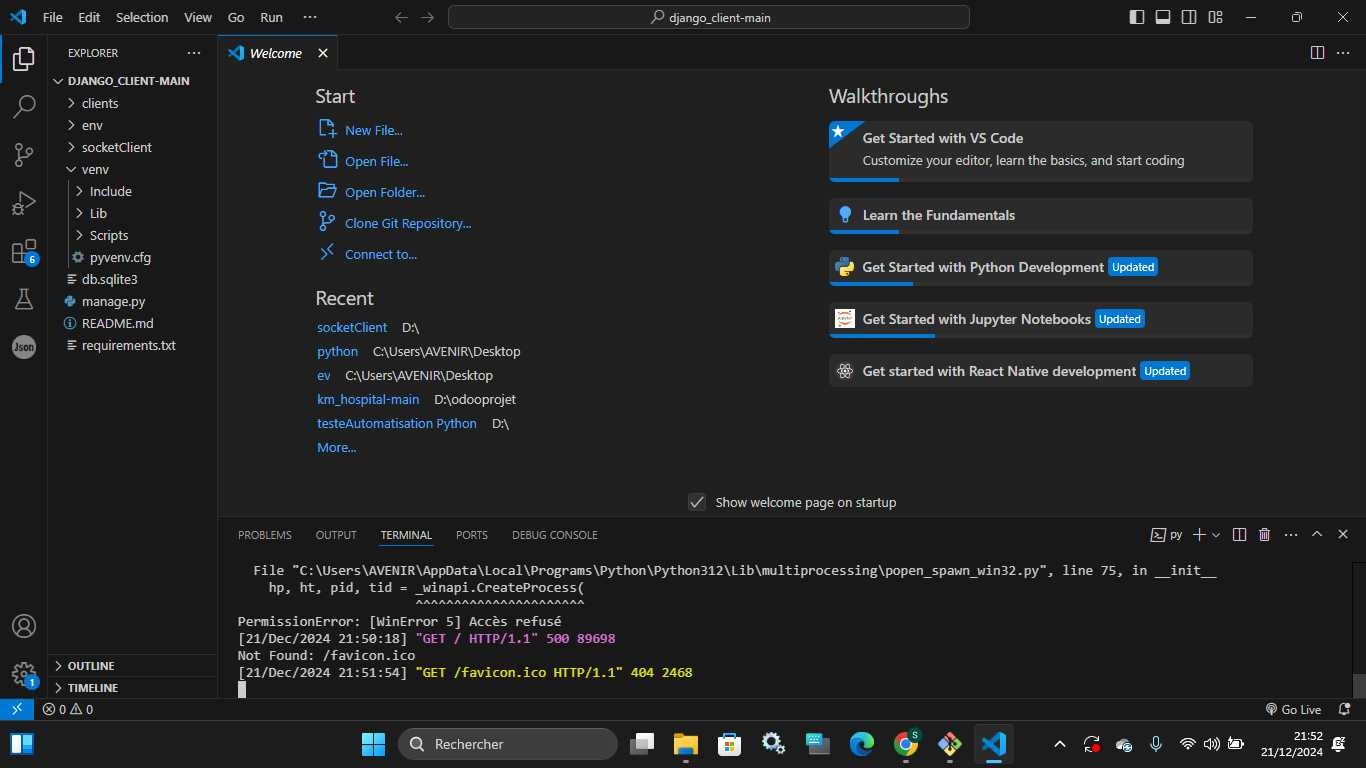 File Edit Selection View Go Run ··· django_client-main
EXPLORER ···
DJANGO_CLIENT-MAIN
clients
env
socketClient
venv
Include
Lib
Scripts
pyvenv.cfg
db.sqlite3
manage.py
README.md
requirements.txt
OUTLINE
TIMELINE
6
Json
1
Welcome
Start
New File...
Open File...
Open Folder...
Clone Git Repository...
Connect to...
Recent
socketClient D:\
python C:\Users\AVENIR\Desktop
ev C:\Users\AVENIR\Desktop
km_hospital-main D:\odooprojet
testeAutomatisation Python D:\
More...
Walkthroughs
Get Started with VS Code
Customize your editor, learn the basics, and start coding
Learn the Fundamentals
Get Started with Python Development Updated
Get Started with Jupyter Notebooks Updated
Get started with React Native development Updated
Show welcome page on startup
PROBLEMS OUTPUT TERMINAL PORTS DEBUG CONSOLE py
File "C:\Users\AVENIR\AppData\Local\Programs\Python\Python312\Lib\multiprocessing\popen_spawn_win32.py", line 75, in __init__
hp, ht, pid, tid = _winapi.CreateProcess(
^^^^^^^^^^^^^^^^^^^^^^
PermissionError: [WinError 5] Accès refusé
[21/Dec/2024 21:50:18] "GET / HTTP/1.1" 500 89698
Not Found: /favicon.ico
[21/Dec/2024 21:51:54] "GET /favicon.ico HTTP/1.1" 404 2468
0 0 Go Live
Rechercher S 21:52
21/12/2024